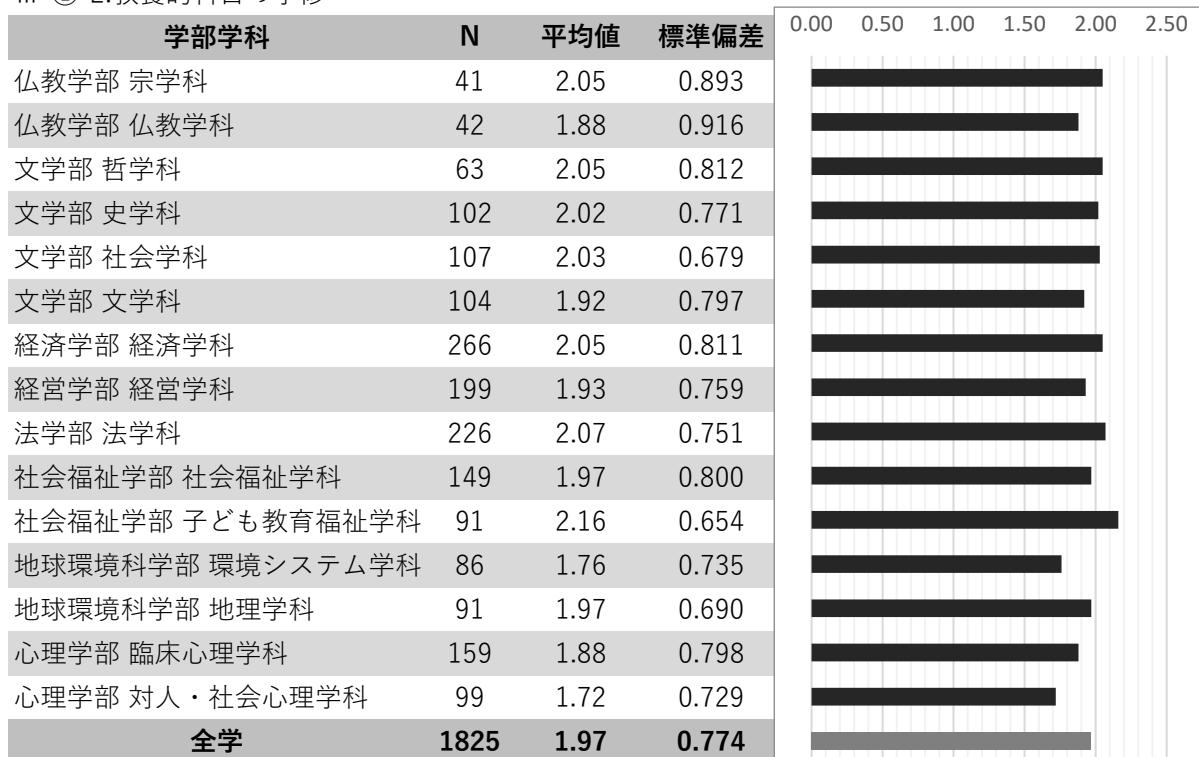 学部学科 N 平均値 標準偏差 0.00 0.50 1.00 1.50 2.00 2.50
仏教学部 宗学科 41 2.05 0.893
仏教学部 仏教学科 42 1.88 0.916
文学部 哲学科 63 2.05 0.812
文学部 史学科 102 2.02 0.771
文学部 社会学科 107 2.03 0.679
文学部 文学科 104 1.92 0.797
経済学部 経済学科 266 2.05 0.811
経営学部 経営学科 199 1.93 0.759
法学部 法学科 226 2.07 0.751
社会福祉学部 社会福祉学科 149 1.97 0.800
社会福祉学部 子ども教育福祉学科 91 2.16 0.654
地球環境科学部 環境システム学科 86 1.76 0.735
地球環境科学部 地理学科 91 1.97 0.690
心理学部 臨床心理学科 159 1.88 0.798
心理学部 対人・社会心理学科 99 1.72 0.729
全学 1825 1.97 0.774